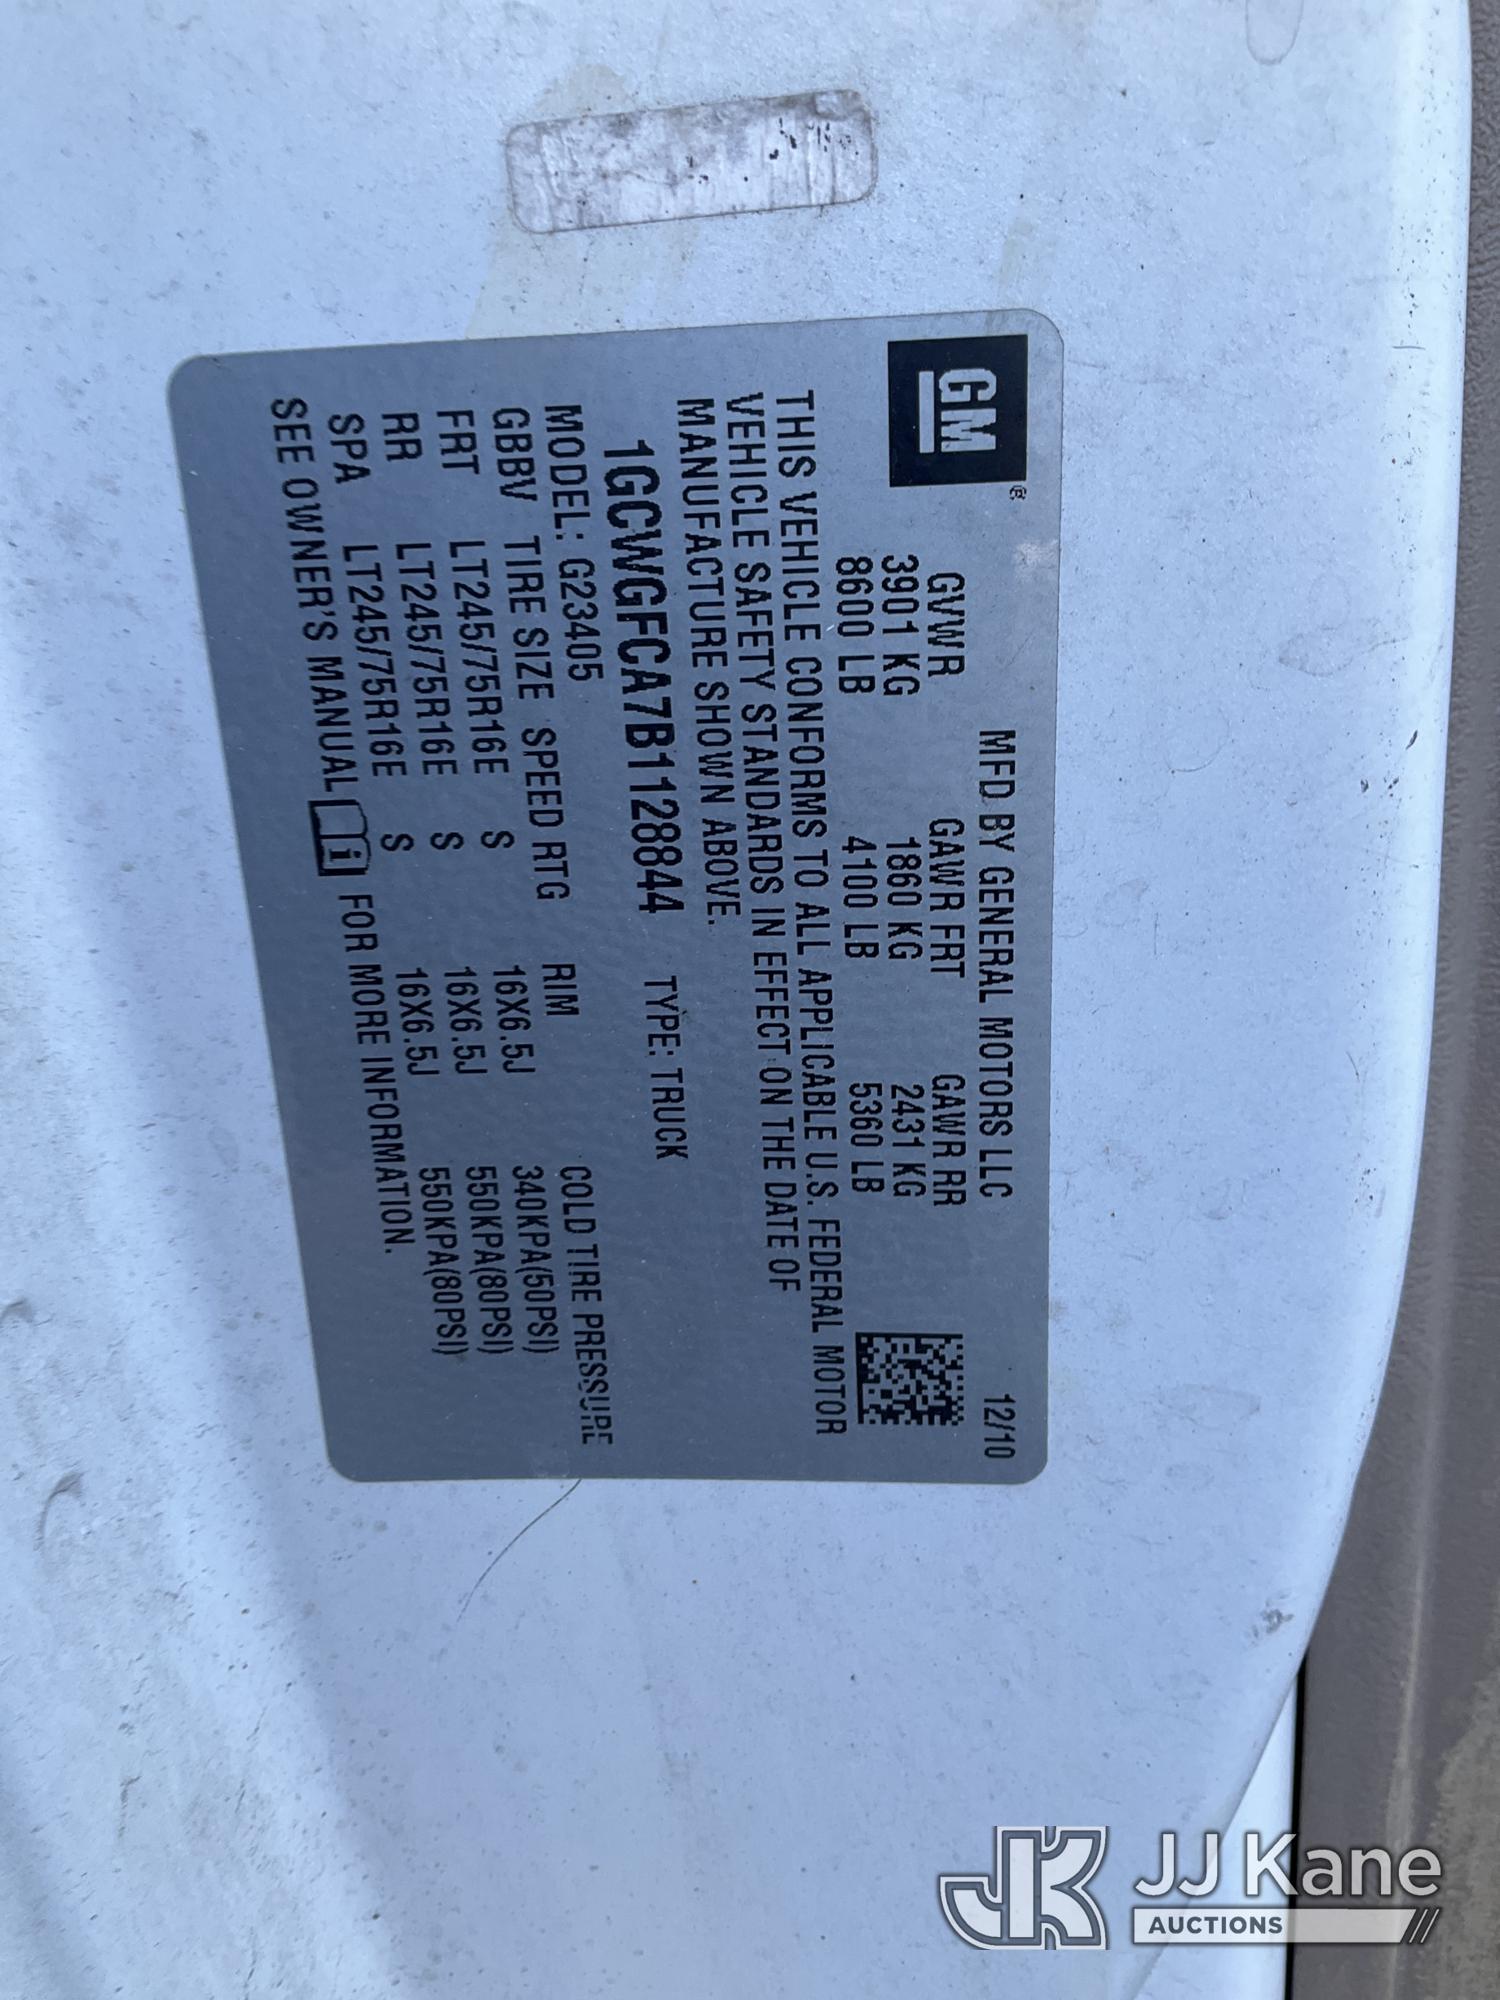 GM®
MFD BY GENERAL MOTORS LLC 12/10
GVWR GAWR FRT GAWR RR
3901 KG 1860 KG 2431 KG
8600 LB 4100 LB 5360 LB
THIS VEHICLE CONFORMS TO ALL APPLICABLE U.S. FEDERAL MOTOR
VEHICLE SAFETY STANDARDS IN EFFECT ON THE DATE OF
MANUFACTURE SHOWN ABOVE.
1GCWGFCA7B1128844 TYPE: TRUCK
MODEL: G23405
GBBV TIRE SIZE SPEED RTG RIM COLD TIRE PRESSURE
FRT LT245/75R16E S 16X6.5J 340KPA(50PSI)
RR LT245/75R16E S 16X6.5J 550KPA(80PSI)
SPA LT245/75R16E S 16X6.5J 550KPA(80PSI)
SEE OWNER'S MANUAL i FOR MORE INFORMATION.
JK JJ Kane
AUCTIONS